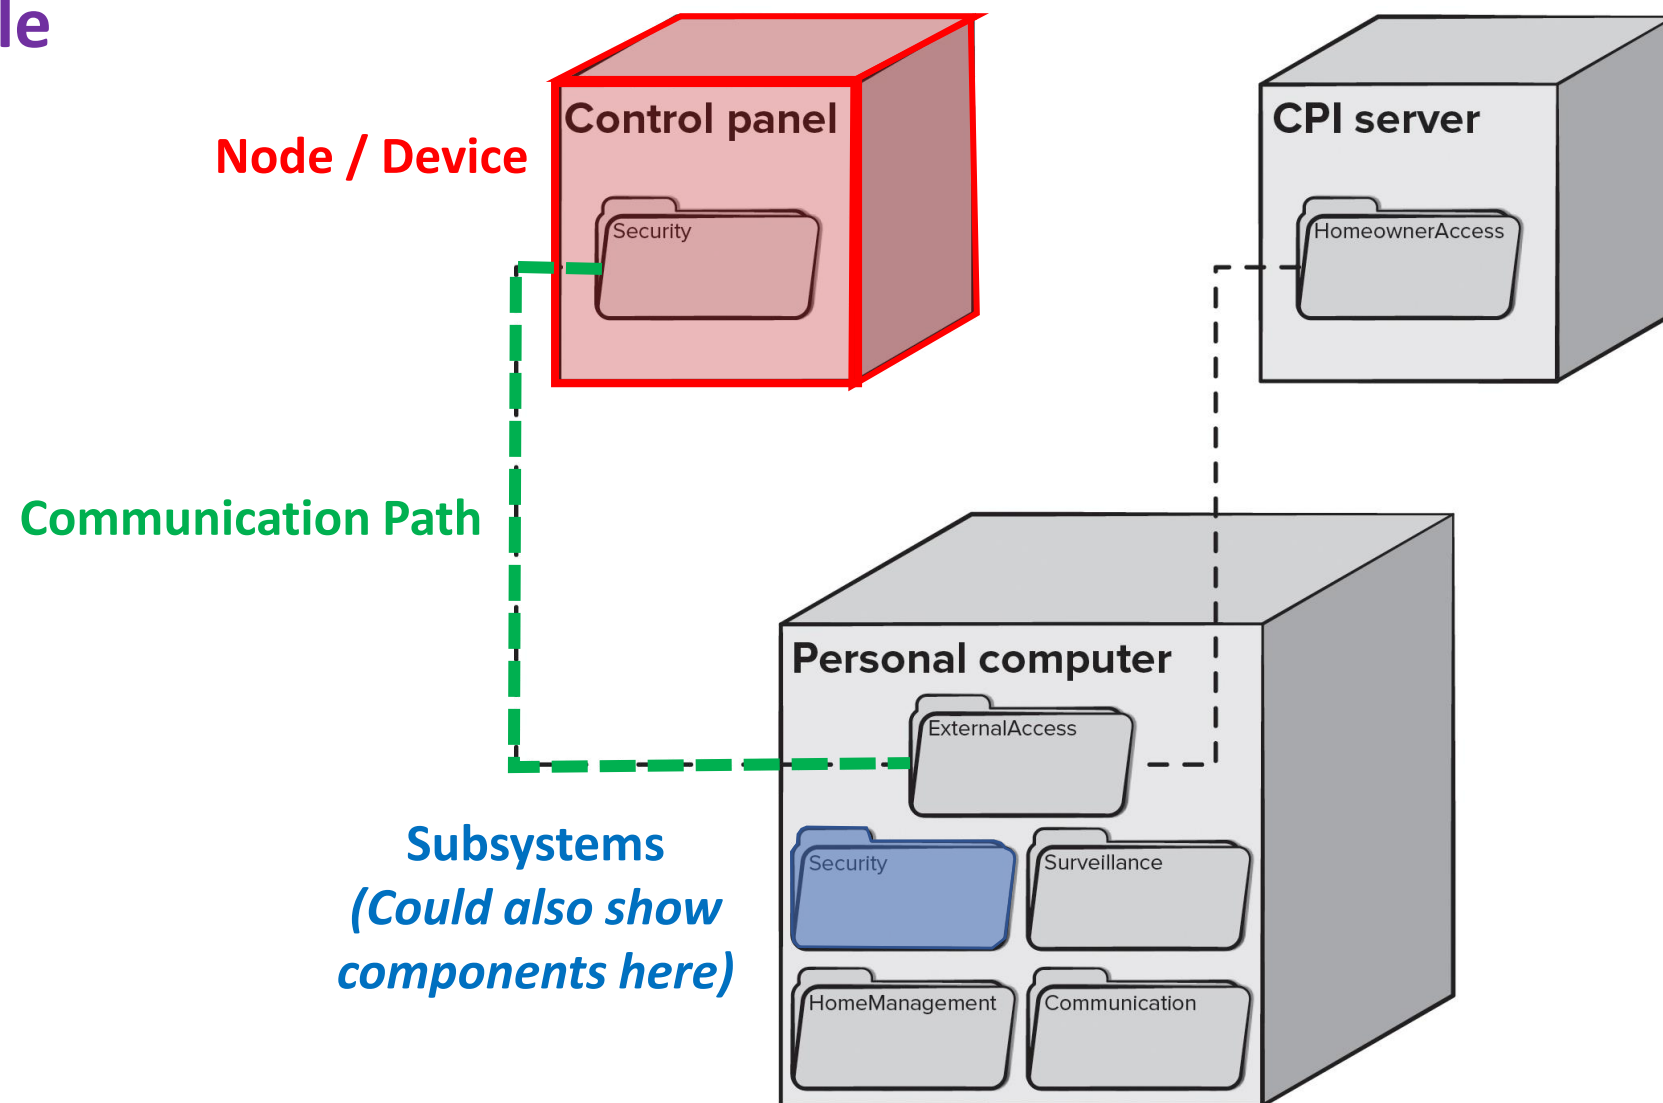 le
Control panel
CPI server
Node / Device
Security
HomeownerAccess
Communication Path
Personal computer
ExternalAccess
Subsystems
(Could also show
components here)
Security
Surveillance
HomeManagement
Communication